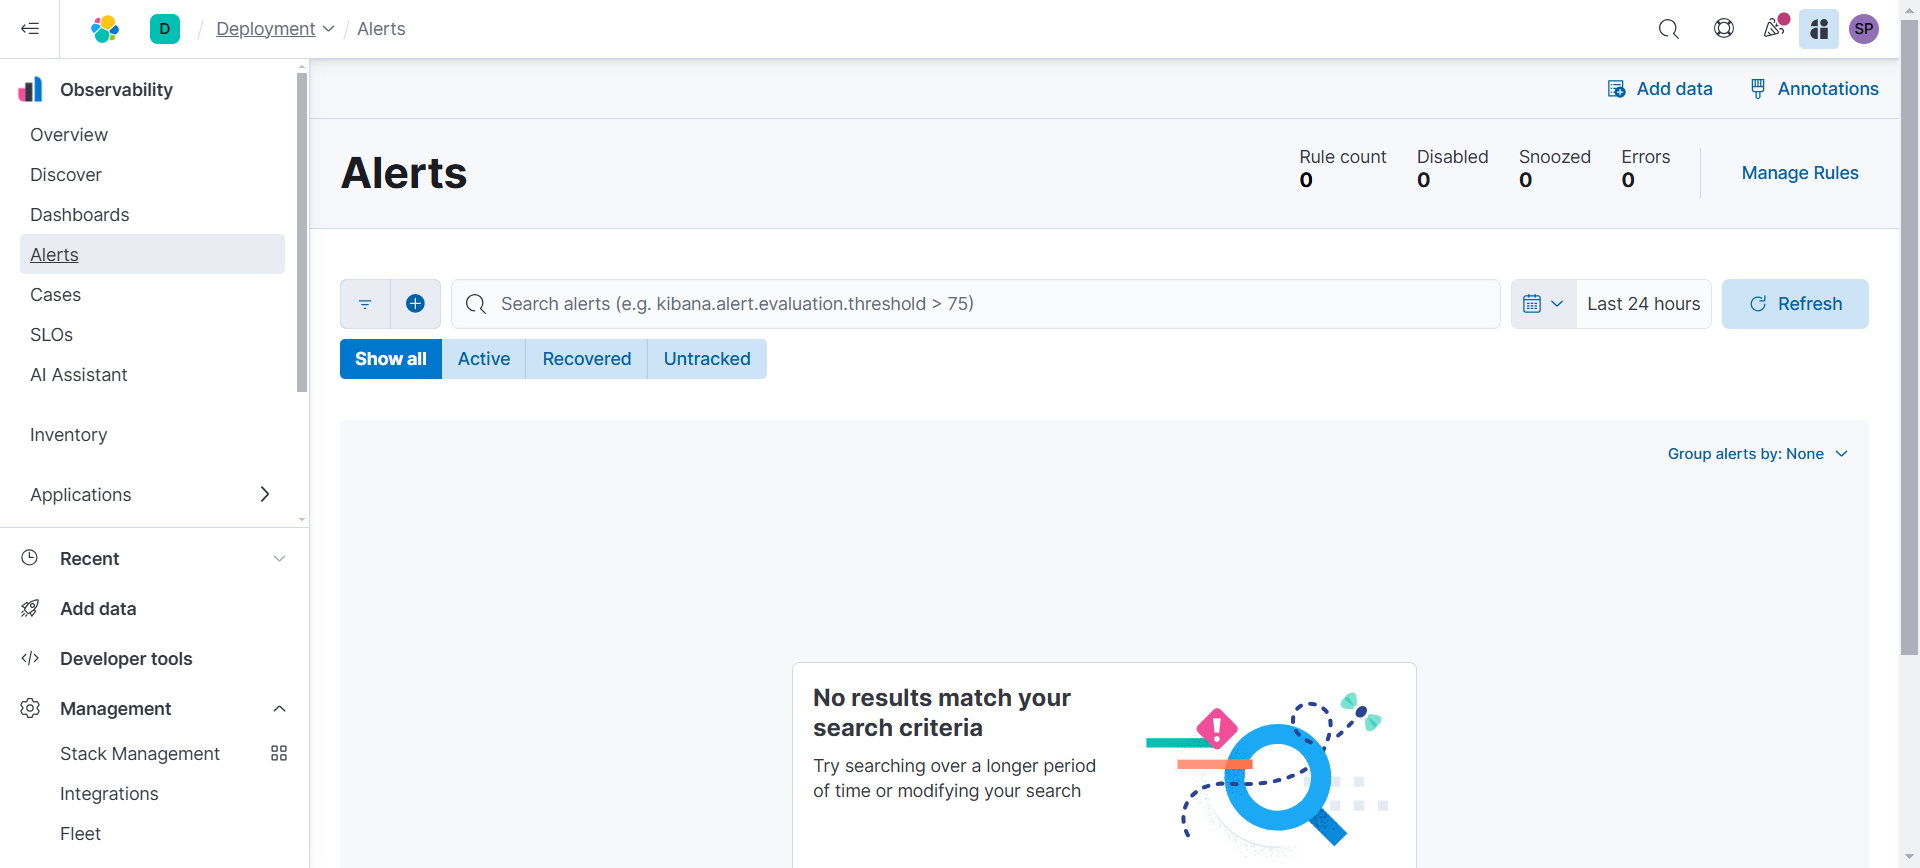 D
Deployment
Alerts
SP
Observability
Overview
Discover
Dashboards
Alerts
Cases
SLOs
AI Assistant
Inventory
Applications
Recent
Add data
Developer tools
Management
Stack Management
Integrations
Fleet
Add data
Annotations
Alerts
Rule count
0
Disabled
0
Snoozed
0
Errors
0
Manage Rules
Search alerts (e.g. kibana.alert.evaluation.threshold > 75)
Last 24 hours
Refresh
Show all
Active
Recovered
Untracked
Group alerts by: None
No results match your
search criteria
Try searching over a longer period
of time or modifying your search